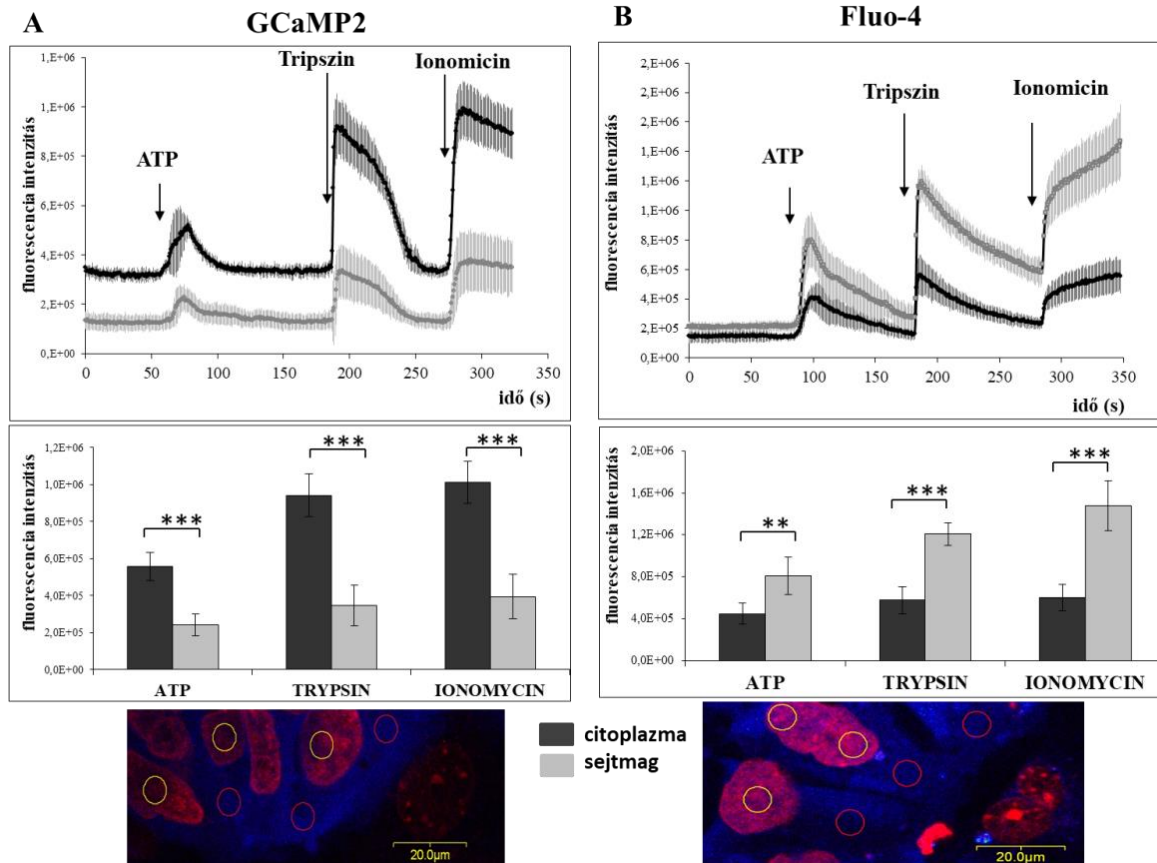 A
GCaMP2
fluorescencia intenzitás
1,E+06
1,E+06
8,E+05
6,E+05
4,E+05
2,E+05
0,E+00
ATP
Tripszin
Ionomicin
0 50 100 150 200 250 300 350
idő (s)
fluorescencia intenzitás
1,2E+06
1,0E+06
8,0E+05
6,0E+05
4,0E+05
2,0E+05
0,0E+00
***
***
***
ATP TRYPSIN IONOMYCIN
20.0µm
B
Fluo-4
fluorescencia intenzitás
2,E+06
2,E+06
1,E+06
1,E+06
1,E+06
8,E+05
6,E+05
4,E+05
2,E+05
0,E+00
ATP
Tripszin
Ionomicin
0 50 100 150 200 250 300 350
idő (s)
fluorescencia intenzitás
2,0E+06
1,6E+06
1,2E+06
8,0E+05
4,0E+05
0,0E+00
**
***
***
ATP TRYPSIN IONOMYCIN
20.0µm
citoplazma
sejtmag